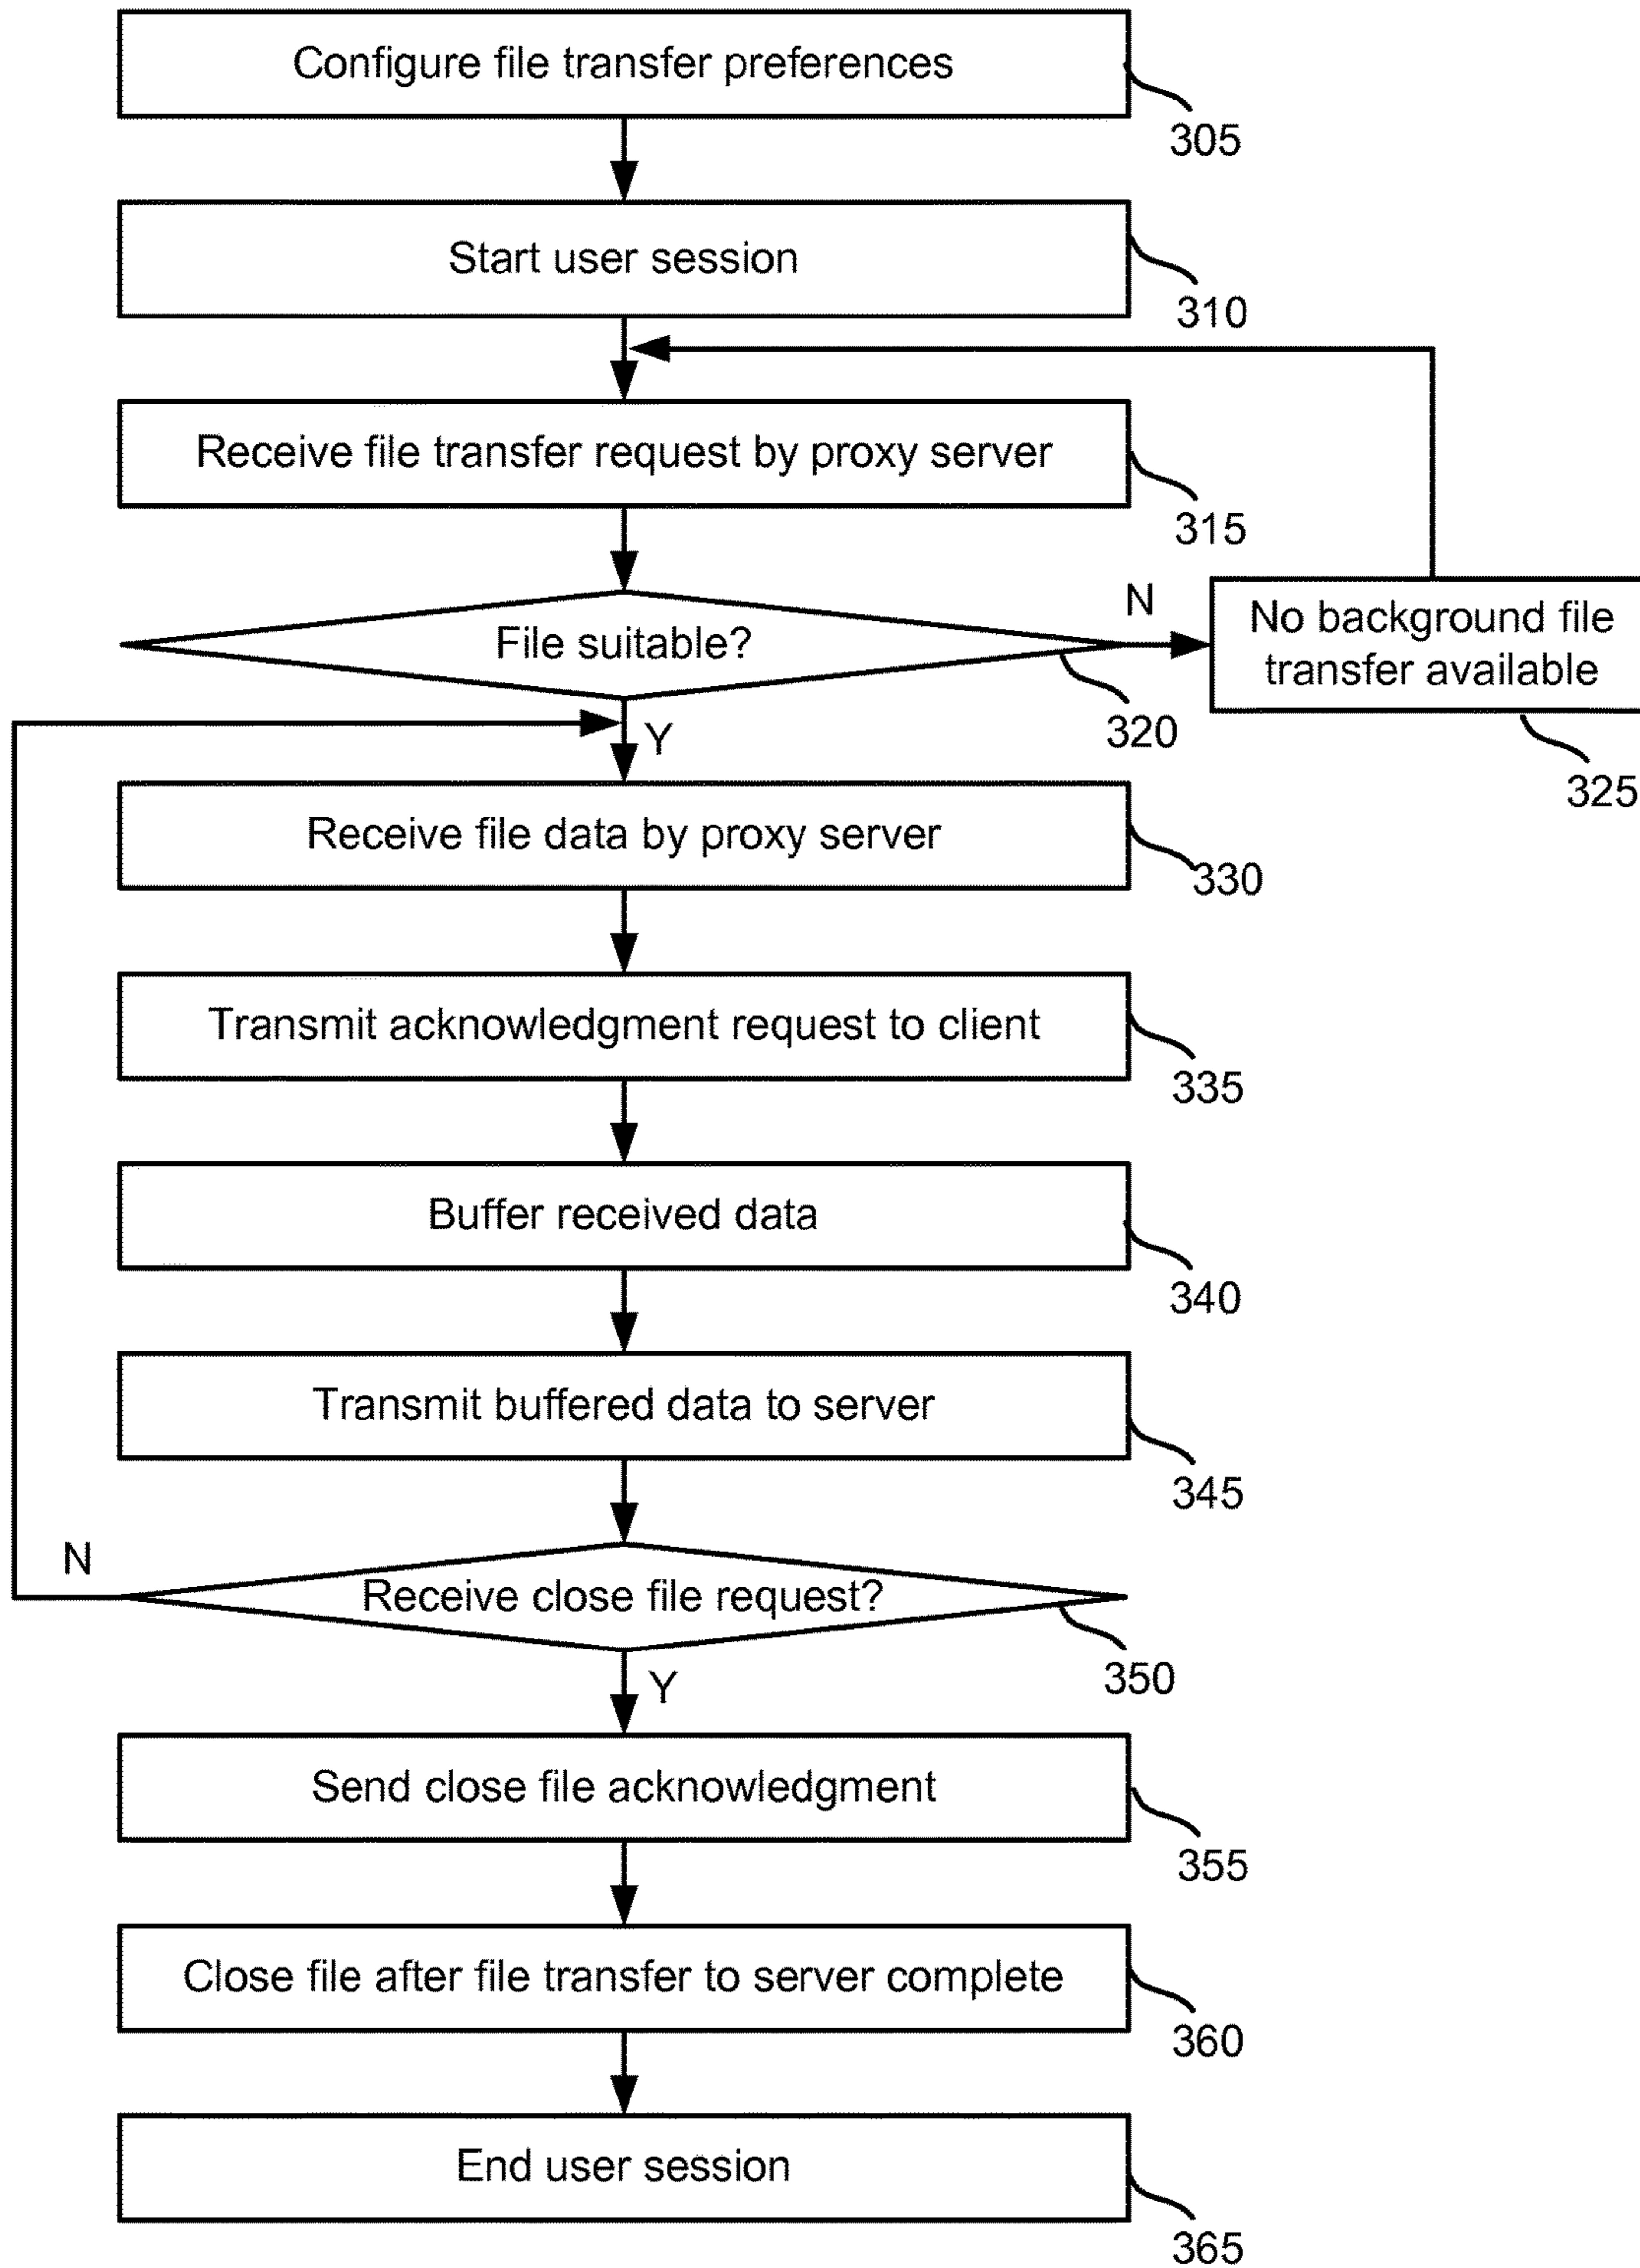 Configure file transfer preferences
305
Start user session
310
Receive file transfer request by proxy server
315
File suitable?
N
320
No background file
transfer available
325
Y
Receive file data by proxy server
330
Transmit acknowledgment request to client
335
Buffer received data
340
Transmit buffered data to server
345
N
Receive close file request?
350
Y
Send close file acknowledgment
355
Close file after file transfer to server complete
360
End user session
365